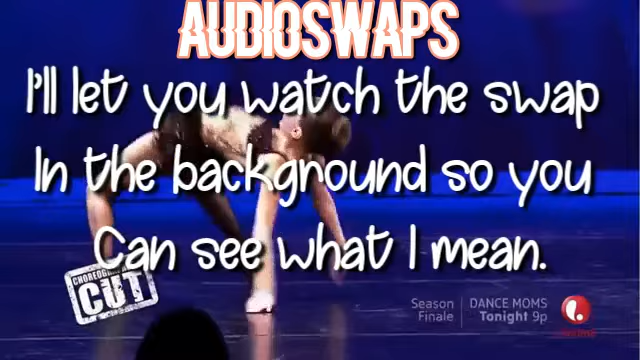 AUDIOSWAPS
I'll let you watch the swap
In the background so you
Can see what I mean.
CUT
Season
Finale
DANCE MOMS
Tonight 9p